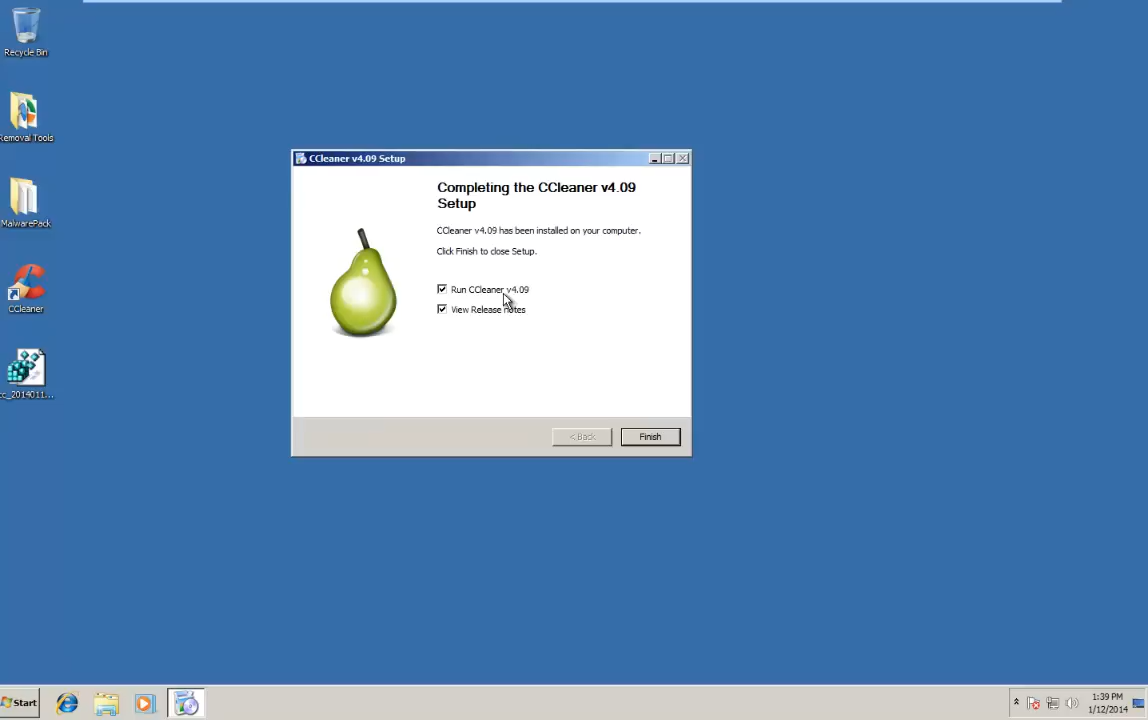 Recycle Bin
Removal Tools
MalwarePack
CCleaner
cc_2014011...
CCleaner v4.09 Setup
Completing the CCleaner v4.09
Setup
CCleaner v4.09 has been installed on your computer.
Click Finish to close Setup.
Run CCleaner v4.09
View Release notes
< Back
Finish
Start
1:39 PM
1/12/2014